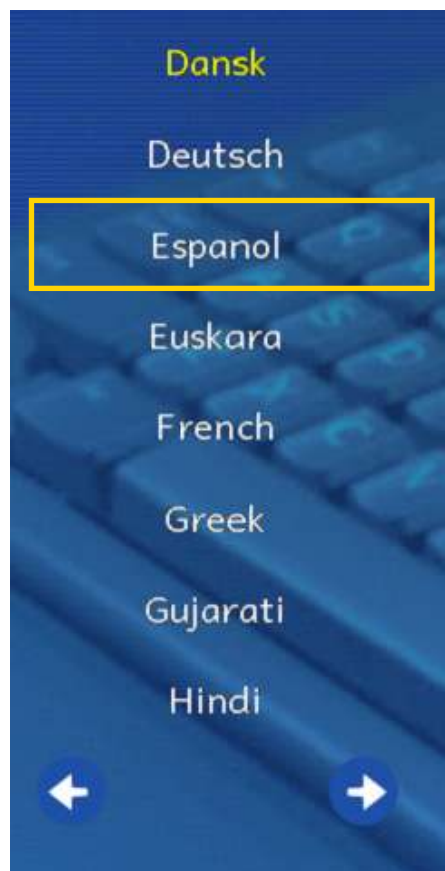 Dansk
Deutsch
Espanol
Euskara
French
Greek
Gujarati
Hindi